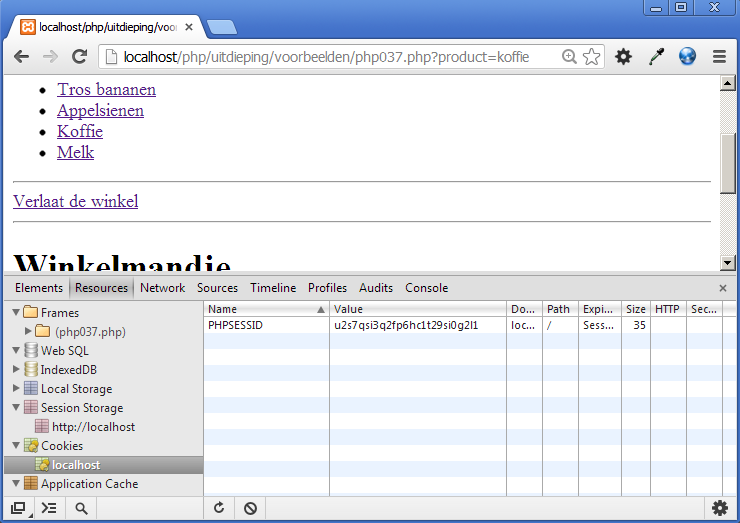 localhost/php/uitdieping/voor
localhost/php/uitdieping/voorbeelden/php037.php?product=koffie
Tros bananen
Appelsienen
Koffie
Melk
Verlaat de winkel
Winkelmandje
Elements Resources Network Sources Timeline Profiles Audits Console
Frames
(php037.php)
Web SQL
IndexedDB
Local Storage
Session Storage
http://localhost
Cookies
localhost
Application Cache
Name Value Do... Path Expi... Size HTTP Sec...
PHPSESSID u2s7qsi3q2fp6hc1t29si0g2l1 loc... / Sess... 35